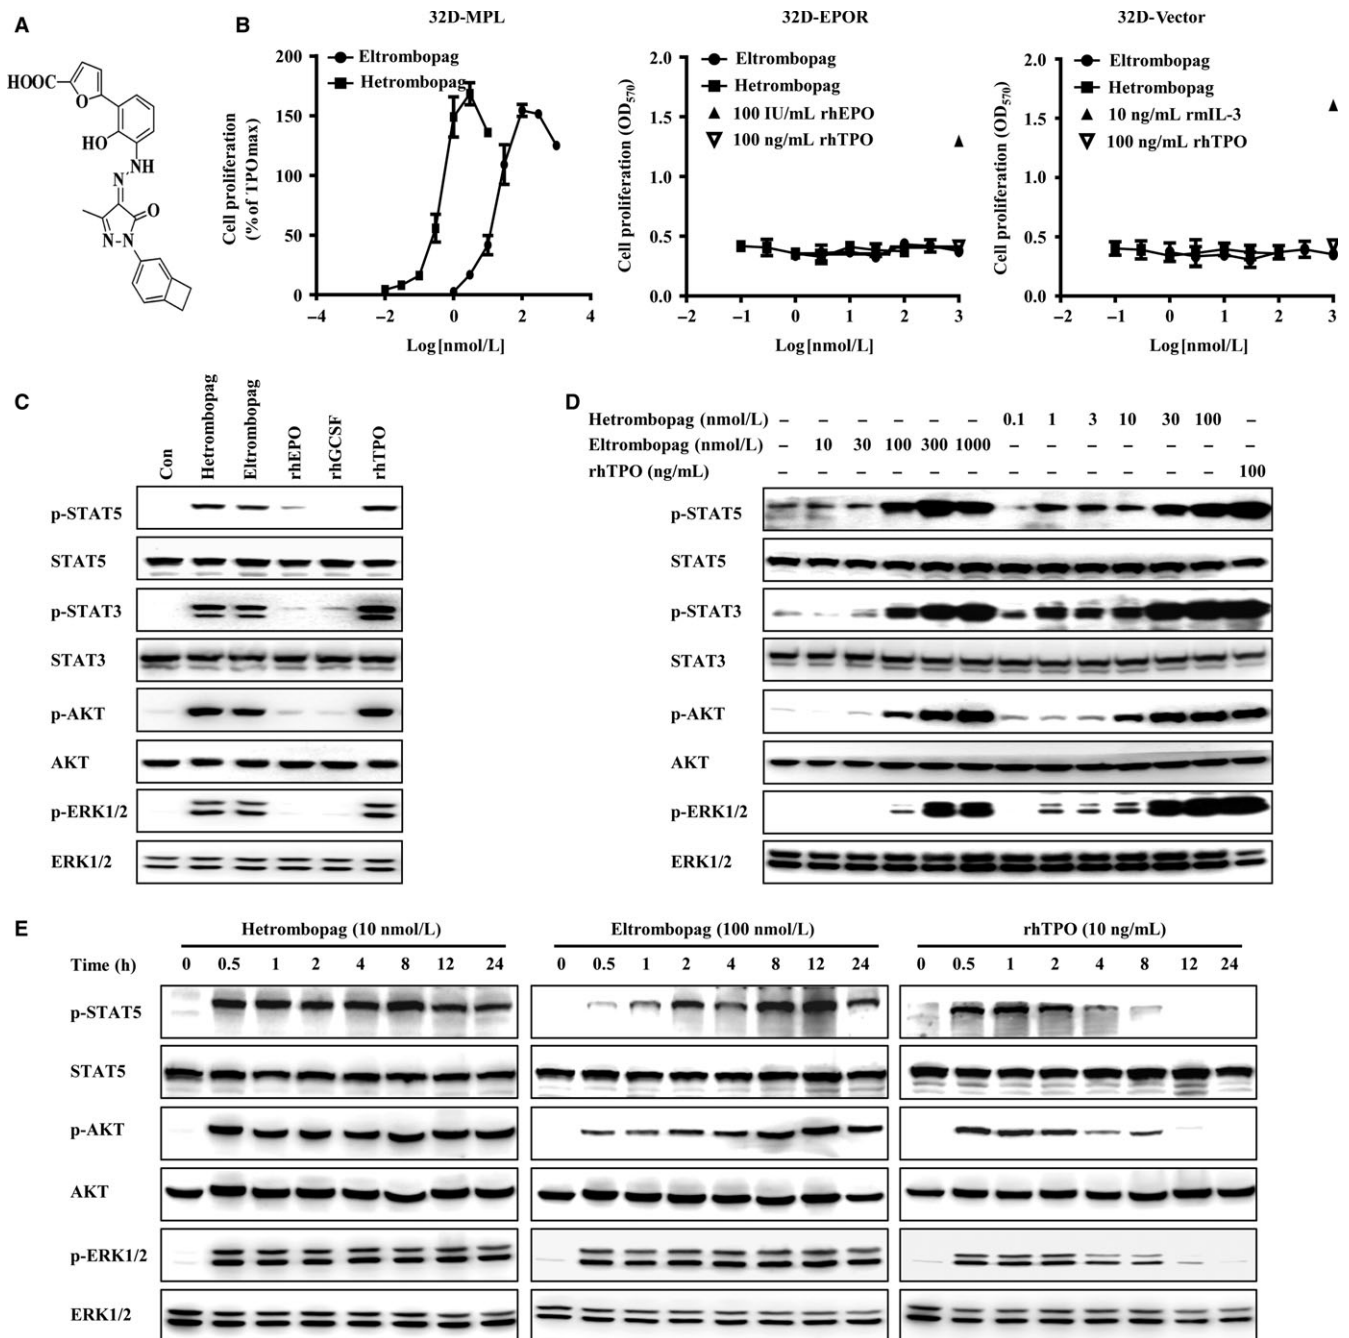 A
HOOC
O
HO
NH
N
O
N
N
B
32D-MPL
Eltrombopag
Hetrombopag
200
150
100
50
0
Cell proliferation
(% of TPOmax)
−4 −2 0 2 4
Log[nmol/L]
32D-EPOR
Eltrombopag
Hetrombopag
100 IU/mL rhEPO
100 ng/mL rhTPO
2.0
1.5
1.0
0.5
0.0
Cell proliferation (OD570)
−2 −1 0 1 2 3
Log[nmol/L]
32D-Vector
Eltrombopag
Hetrombopag
10 ng/mL rmIL-3
100 ng/mL rhTPO
2.0
1.5
1.0
0.5
0.0
Cell proliferation (OD570)
−2 −1 0 1 2 3
Log[nmol/L]
C
Con Hetrombopag Eltrombopag rhEPO rhGCSF rhTPO
p-STAT5
STAT5
p-STAT3
STAT3
p-AKT
AKT
p-ERK1/2
ERK1/2
D
Hetrombopag (nmol/L) – – – – – – 0.1 1 3 10 30 100 –
Eltrombopag (nmol/L) – 10 30 100 300 1000 – – – – – – –
rhTPO (ng/mL) – – – – – – – – – – – – 100
p-STAT5
STAT5
p-STAT3
STAT3
p-AKT
AKT
p-ERK1/2
ERK1/2
E
Hetrombopag (10 nmol/L) Eltrombopag (100 nmol/L) rhTPO (10 ng/mL)
Time (h) 0 0.5 1 2 4 8 12 24 0 0.5 1 2 4 8 12 24 0 0.5 1 2 4 8 12 24
p-STAT5
STAT5
p-AKT
AKT
p-ERK1/2
ERK1/2